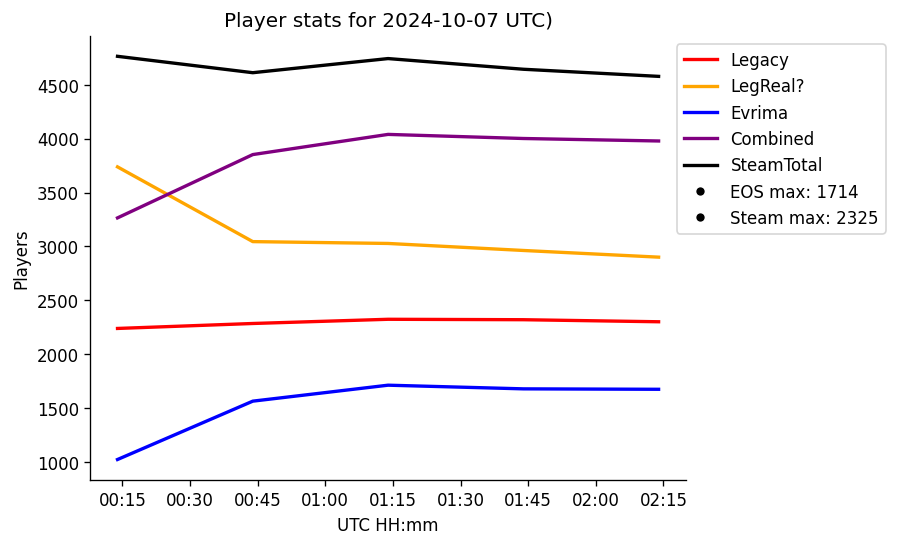 Player stats for 2024-10-07 UTC)
Players
4500
4000
3500
3000
2500
2000
1500
1000
00:15 00:30 00:45 01:00 01:15 01:30 01:45 02:00 02:15
UTC HH:mm
Legacy
LegReal?
Evrima
Combined
SteamTotal
EOS max: 1714
Steam max: 2325